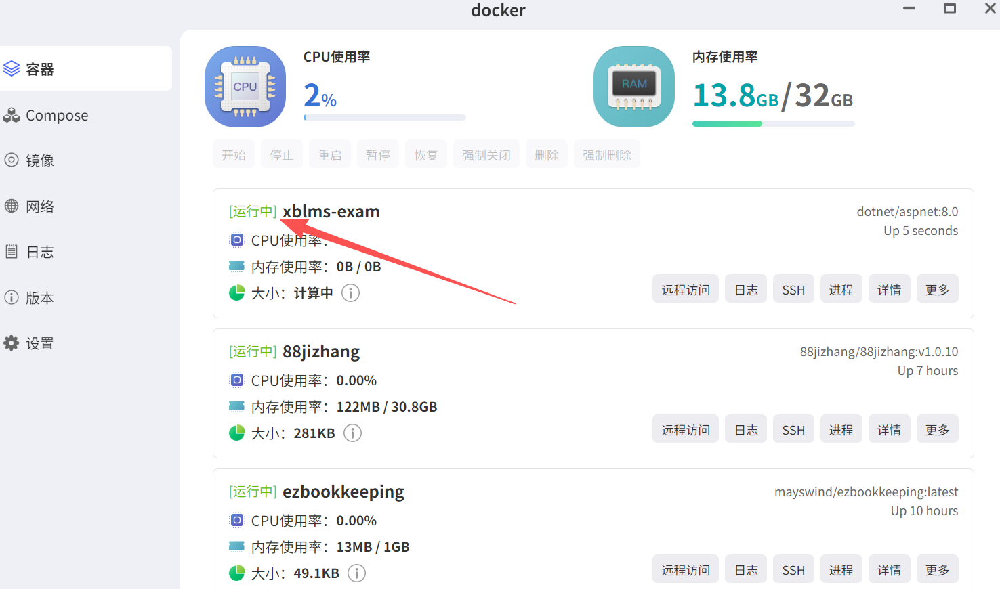 docker
容器
Compose
镜像
网络
日志
版本
设置
CPU
CPU使用率
2%
RAM
内存使用率
13.8GB/32GB
开始 停止 重启 暂停 恢复 强制关闭 删除 强制删除
[运行中] xblms-exam
dotnet/aspnet:8.0
Up 5 seconds
CPU使用率:
内存使用率: 0B / 0B
大小: 计算中
远程访问 日志 SSH 进程 详情 更多
[运行中] 88jizhang
88jizhang/88jizhang:v1.0.10
Up 7 hours
CPU使用率: 0.00%
内存使用率: 122MB / 30.8GB
大小: 281KB
远程访问 日志 SSH 进程 详情 更多
[运行中] ezbookkeeping
mayswind/ezbookkeeping:latest
Up 10 hours
CPU使用率: 0.00%
内存使用率: 13MB / 1GB
大小: 49.1KB
远程访问 日志 SSH 进程 详情 更多